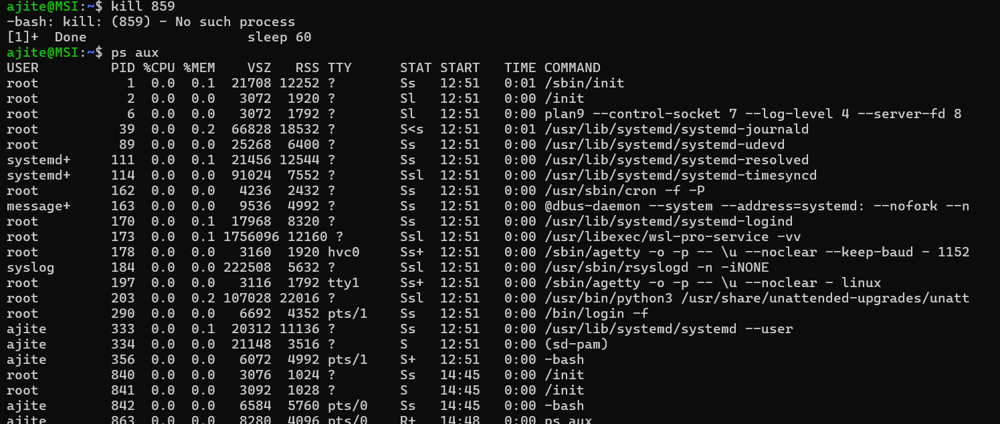 ajite@MSI:~$ kill 859
-bash: kill: (859) - No such process
[1]+  Done                          sleep 60
ajite@MSI:~$ ps aux
USER         PID %CPU %MEM    VSZ   RSS TTY      STAT START   TIME COMMAND
root           1  0.0  0.1  21708 12252 ?        Ss   12:51   0:01 /sbin/init
root           2  0.0  0.0   3072  1920 ?        Sl   12:51   0:00 /init
root           6  0.0  0.0   3072  1792 ?        Sl   12:51   0:00 plan9 --control-socket 7 --log-level 4 --server-fd 8
root          39  0.0  0.2  66828 18532 ?        S<s  12:51   0:01 /usr/lib/systemd/systemd-journald
root          89  0.0  0.0  25268  6400 ?        Ss   12:51   0:00 /usr/lib/systemd/systemd-udevd
systemd+     111  0.0  0.1  21456 12544 ?        Ss   12:51   0:00 /usr/lib/systemd/systemd-resolved
systemd+     114  0.0  0.0  91024  7552 ?        Ssl  12:51   0:00 /usr/lib/systemd/systemd-timesyncd
root         162  0.0  0.0   4236  2432 ?        Ss   12:51   0:00 /usr/sbin/cron -f -P
message+     163  0.0  0.0   9536  4992 ?        Ss   12:51   0:00 @dbus-daemon --system --address=systemd: --nofork --n
root         170  0.0  0.1  17968  8320 ?        Ss   12:51   0:00 /usr/lib/systemd/systemd-logind
root         173  0.0  0.1 1756096 12160 ?       Ssl  12:51   0:00 /usr/libexec/wsl-pro-service -vv
root         178  0.0  0.0   3160  1920 hvc0     Ss+  12:51   0:00 /sbin/agetty -o -p -- \u --noclear --keep-baud - 1152
syslog       184  0.0  0.0 222508  5632 ?        Ssl  12:51   0:00 /usr/sbin/rsyslogd -n -iNONE
root         197  0.0  0.0   3116  1792 tty1     Ss+  12:51   0:00 /sbin/agetty -o -p -- \u --noclear - linux
root         203  0.0  0.2 107028 22016 ?        Ssl  12:51   0:00 /usr/bin/python3 /usr/share/unattended-upgrades/unatt
root         290  0.0  0.0   6692  4352 pts/1    Ss   12:51   0:00 /bin/login -f
ajite        333  0.0  0.1  20312 11136 ?        Ss   12:51   0:00 /usr/lib/systemd/systemd --user
ajite        334  0.0  0.0  21148  3516 ?        S    12:51   0:00 (sd-pam)
ajite        356  0.0  0.0   6072  4992 pts/1    S+   12:51   0:00 -bash
root         840  0.0  0.0   3076  1024 ?        Ss   14:45   0:00 /init
root         841  0.0  0.0   3092  1028 ?        S    14:45   0:00 /init
ajite        842  0.0  0.0   6584  5760 pts/0    Ss   14:45   0:00 -bash
ajite        863  0.0  0.0   8280  4096 pts/0    R+   14:48   0:00 ps aux